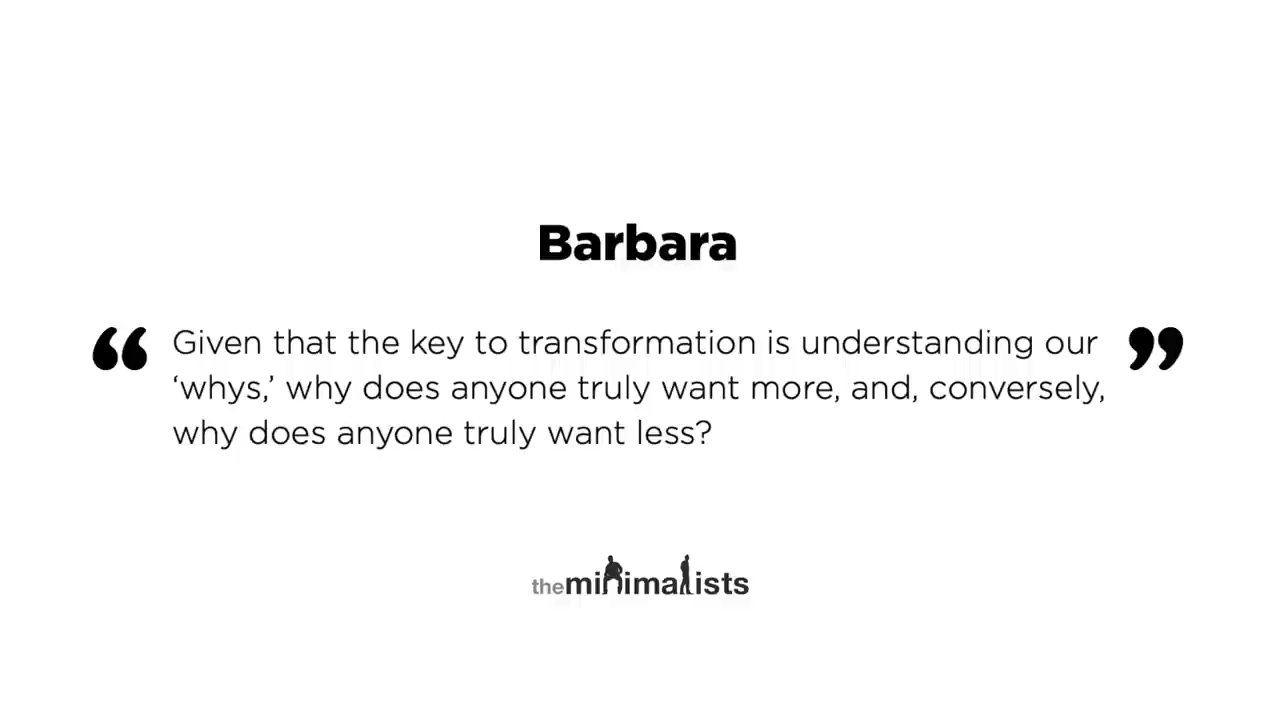 Barbara
“Given that the key to transformation is understanding our”
‘whys,’ why does anyone truly want more, and, conversely,
why does anyone truly want less?
theminimalists